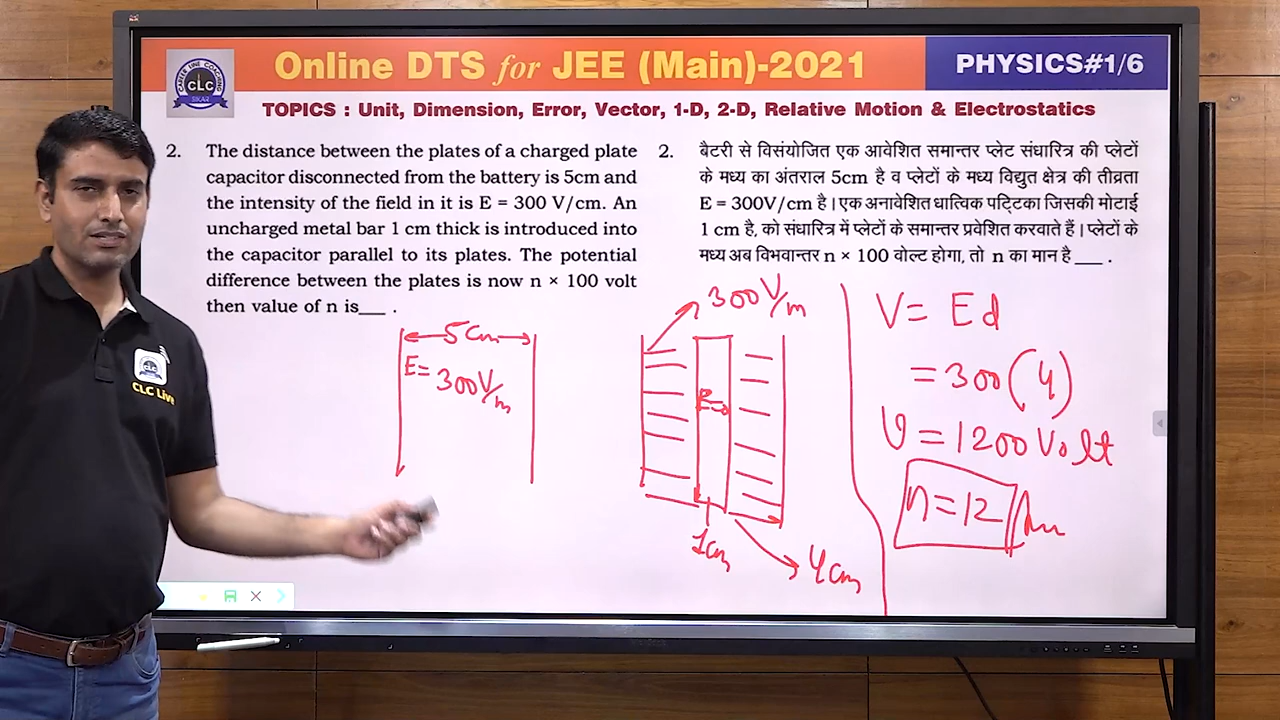 Online DTS for JEE (Main)-2021
PHYSICS#1/6
CAREER LINE COACHING
CLC
SIKAR
TOPICS : Unit, Dimension, Error, Vector, 1-D, 2-D, Relative Motion & Electrostatics
2. The distance between the plates of a charged plate
capacitor disconnected from the battery is 5cm and
the intensity of the field in it is E = 300 V/cm. An
uncharged metal bar 1 cm thick is introduced into
the capacitor parallel to its plates. The potential
difference between the plates is now n × 100 volt
then value of n is___ .
2. बैटरी से विसंयोजित एक आवेशित समान्तर प्लेट संधारित्र की प्लेटों
के मध्य का अंतराल 5cm है व प्लेटों के मध्य विद्युत क्षेत्र की तीव्रता
E = 300V/cm है। एक अनावेशित धात्विक पट्टिका जिसकी मोटाई
1 cm है, को संधारित्र में प्लेटों के समान्तर प्रवेशित करवाते हैं। प्लेटों के
मध्य अब विभवान्तर n × 100 वोल्ट होगा, तो n का मान है ___ .
5cm
E = 300V/m
300V/m
E=0
1cm
4cm
V = Ed
= 300(4)
V = 1200 Volt
n=12
CLC Live